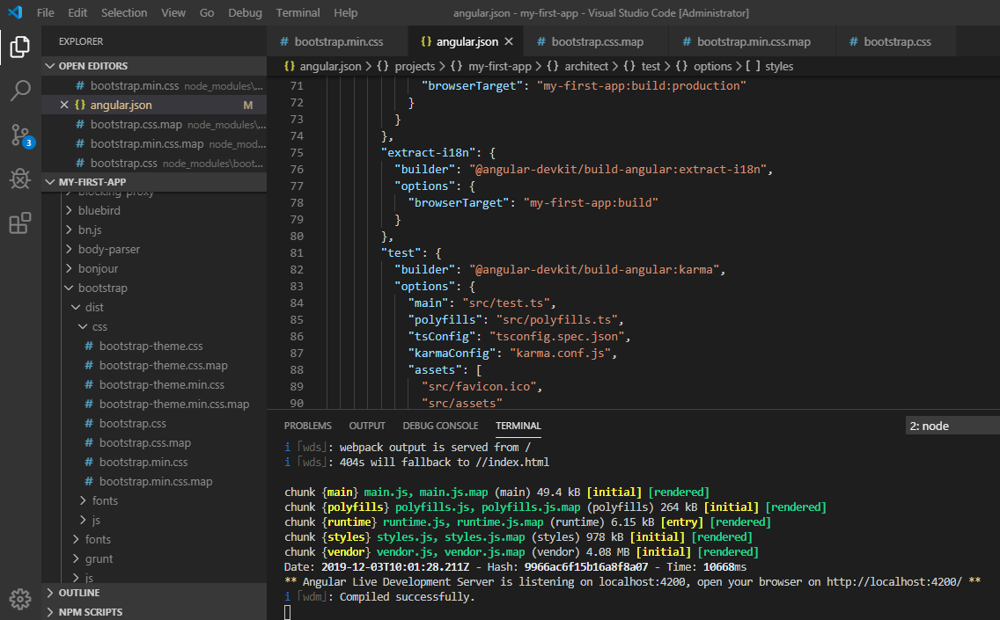 File Edit Selection View Go Debug Terminal Help angular.json - my-first-app - Visual Studio Code [Administrator]
EXPLORER
OPEN EDITORS
# bootstrap.min.css node_modules\...
{} angular.json M
# bootstrap.css.map node_modules\...
# bootstrap.min.css.map node_mod...
# bootstrap.css node_modules\boot...
3
MY-FIRST-APP
blocking-proxy
bluebird
bn.js
body-parser
bonjour
bootstrap
dist
css
# bootstrap-theme.css
# bootstrap-theme.css.map
# bootstrap-theme.min.css
# bootstrap-theme.min.css.map
# bootstrap.css
# bootstrap.css.map
# bootstrap.min.css
# bootstrap.min.css.map
fonts
js
fonts
grunt
js
OUTLINE
NPM SCRIPTS
# bootstrap.min.css {} angular.json # bootstrap.css.map # bootstrap.min.css.map # bootstrap.css
{} angular.json > {} projects > {} my-first-app > {} architect > {} test > {} options > [ ] styles
71 "browserTarget": "my-first-app:build:production"
72 }
73 }
74 },
75 "extract-i18n": {
76 "builder": "@angular-devkit/build-angular:extract-i18n",
77 "options": {
78 "browserTarget": "my-first-app:build"
79 }
80 },
81 "test": {
82 "builder": "@angular-devkit/build-angular:karma",
83 "options": {
84 "main": "src/test.ts",
85 "polyfills": "src/polyfills.ts",
86 "tsConfig": "tsconfig.spec.json",
87 "karmaConfig": "karma.conf.js",
88 "assets": [
89 "src/favicon.ico",
90 "src/assets"
PROBLEMS OUTPUT DEBUG CONSOLE TERMINAL 2: node
i ｢wds｣: webpack output is served from /
i ｢wds｣: 404s will fallback to //index.html
chunk {main} main.js, main.js.map (main) 49.4 kB [initial] [rendered]
chunk {polyfills} polyfills.js, polyfills.js.map (polyfills) 264 kB [initial] [rendered]
chunk {runtime} runtime.js, runtime.js.map (runtime) 6.15 kB [entry] [rendered]
chunk {styles} styles.js, styles.js.map (styles) 978 kB [initial] [rendered]
chunk {vendor} vendor.js, vendor.js.map (vendor) 4.08 MB [initial] [rendered]
Date: 2019-12-03T10:01:28.211Z - Hash: 9966ac6f15b16a8f8a07 - Time: 10668ms
** Angular Live Development Server is listening on localhost:4200, open your browser on http://localhost:4200/ **
i ｢wdm｣: Compiled successfully.